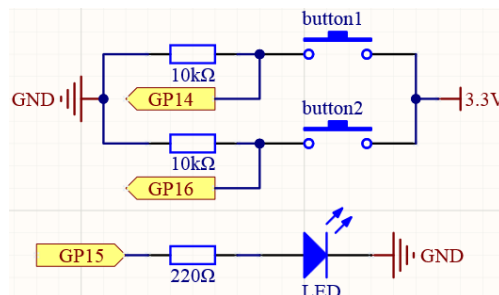 button1
10kΩ
GND
GP14
3.3V
button2
10kΩ
GP16
GP15
220Ω
LED
GND